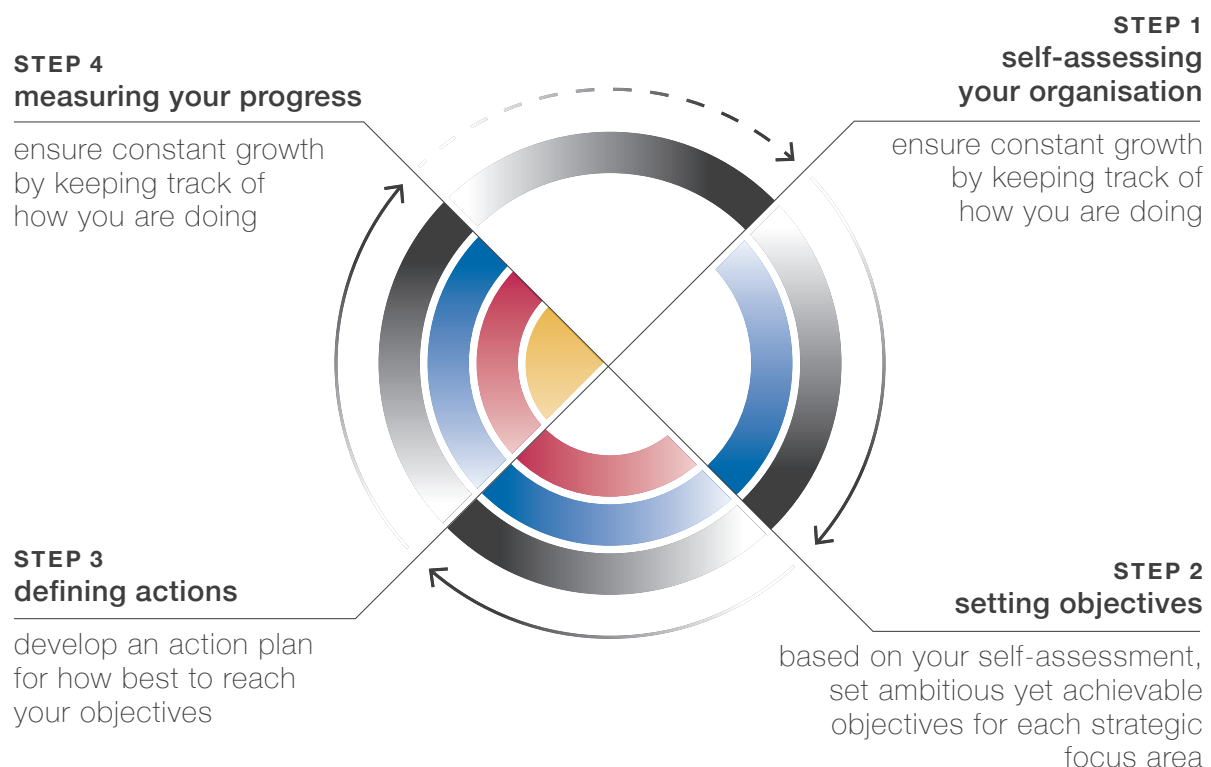 STEP 1
self-assessing
your organisation
ensure constant growth
by keeping track of
how you are doing
STEP 2
setting objectives
based on your self-assessment,
set ambitious yet achievable
objectives for each strategic
focus area
STEP 3
defining actions
develop an action plan
for how best to reach
your objectives
STEP 4
measuring your progress
ensure constant growth
by keeping track of
how you are doing